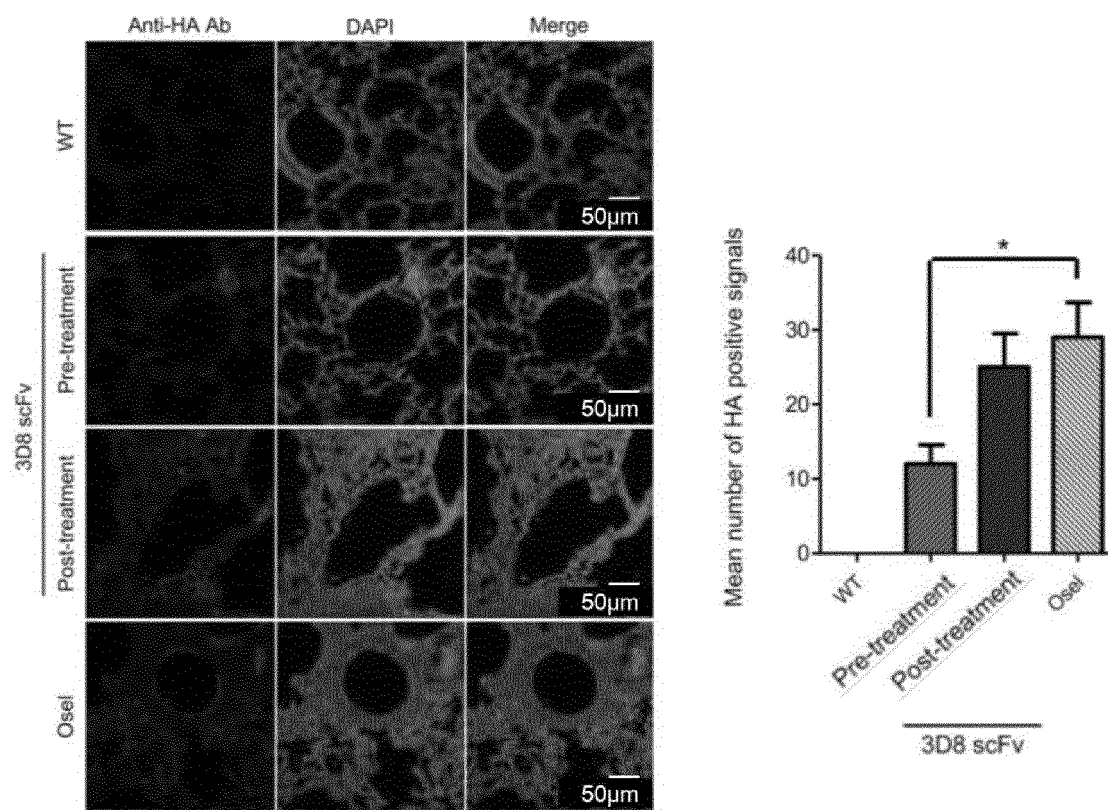 Anti-HA Ab DAPI Merge
WT
50μm
3D8 scFv
Pre-treatment
50μm
Post-treatment
50μm
Osel
50μm
Mean number of HA positive signals
40
30
20
10
0
*
WT
Pre-treatment
Post-treatment
Osel
3D8 scFv